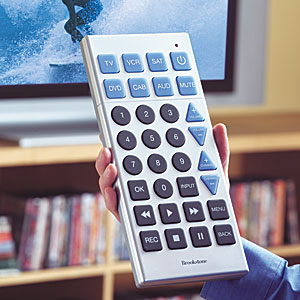 TV VCR SAT
DVD CAB AUD MUTE
1 2 3
4 5 6
7 8 9
OK 0 INPUT
MENU
REC BACK
Brookstone